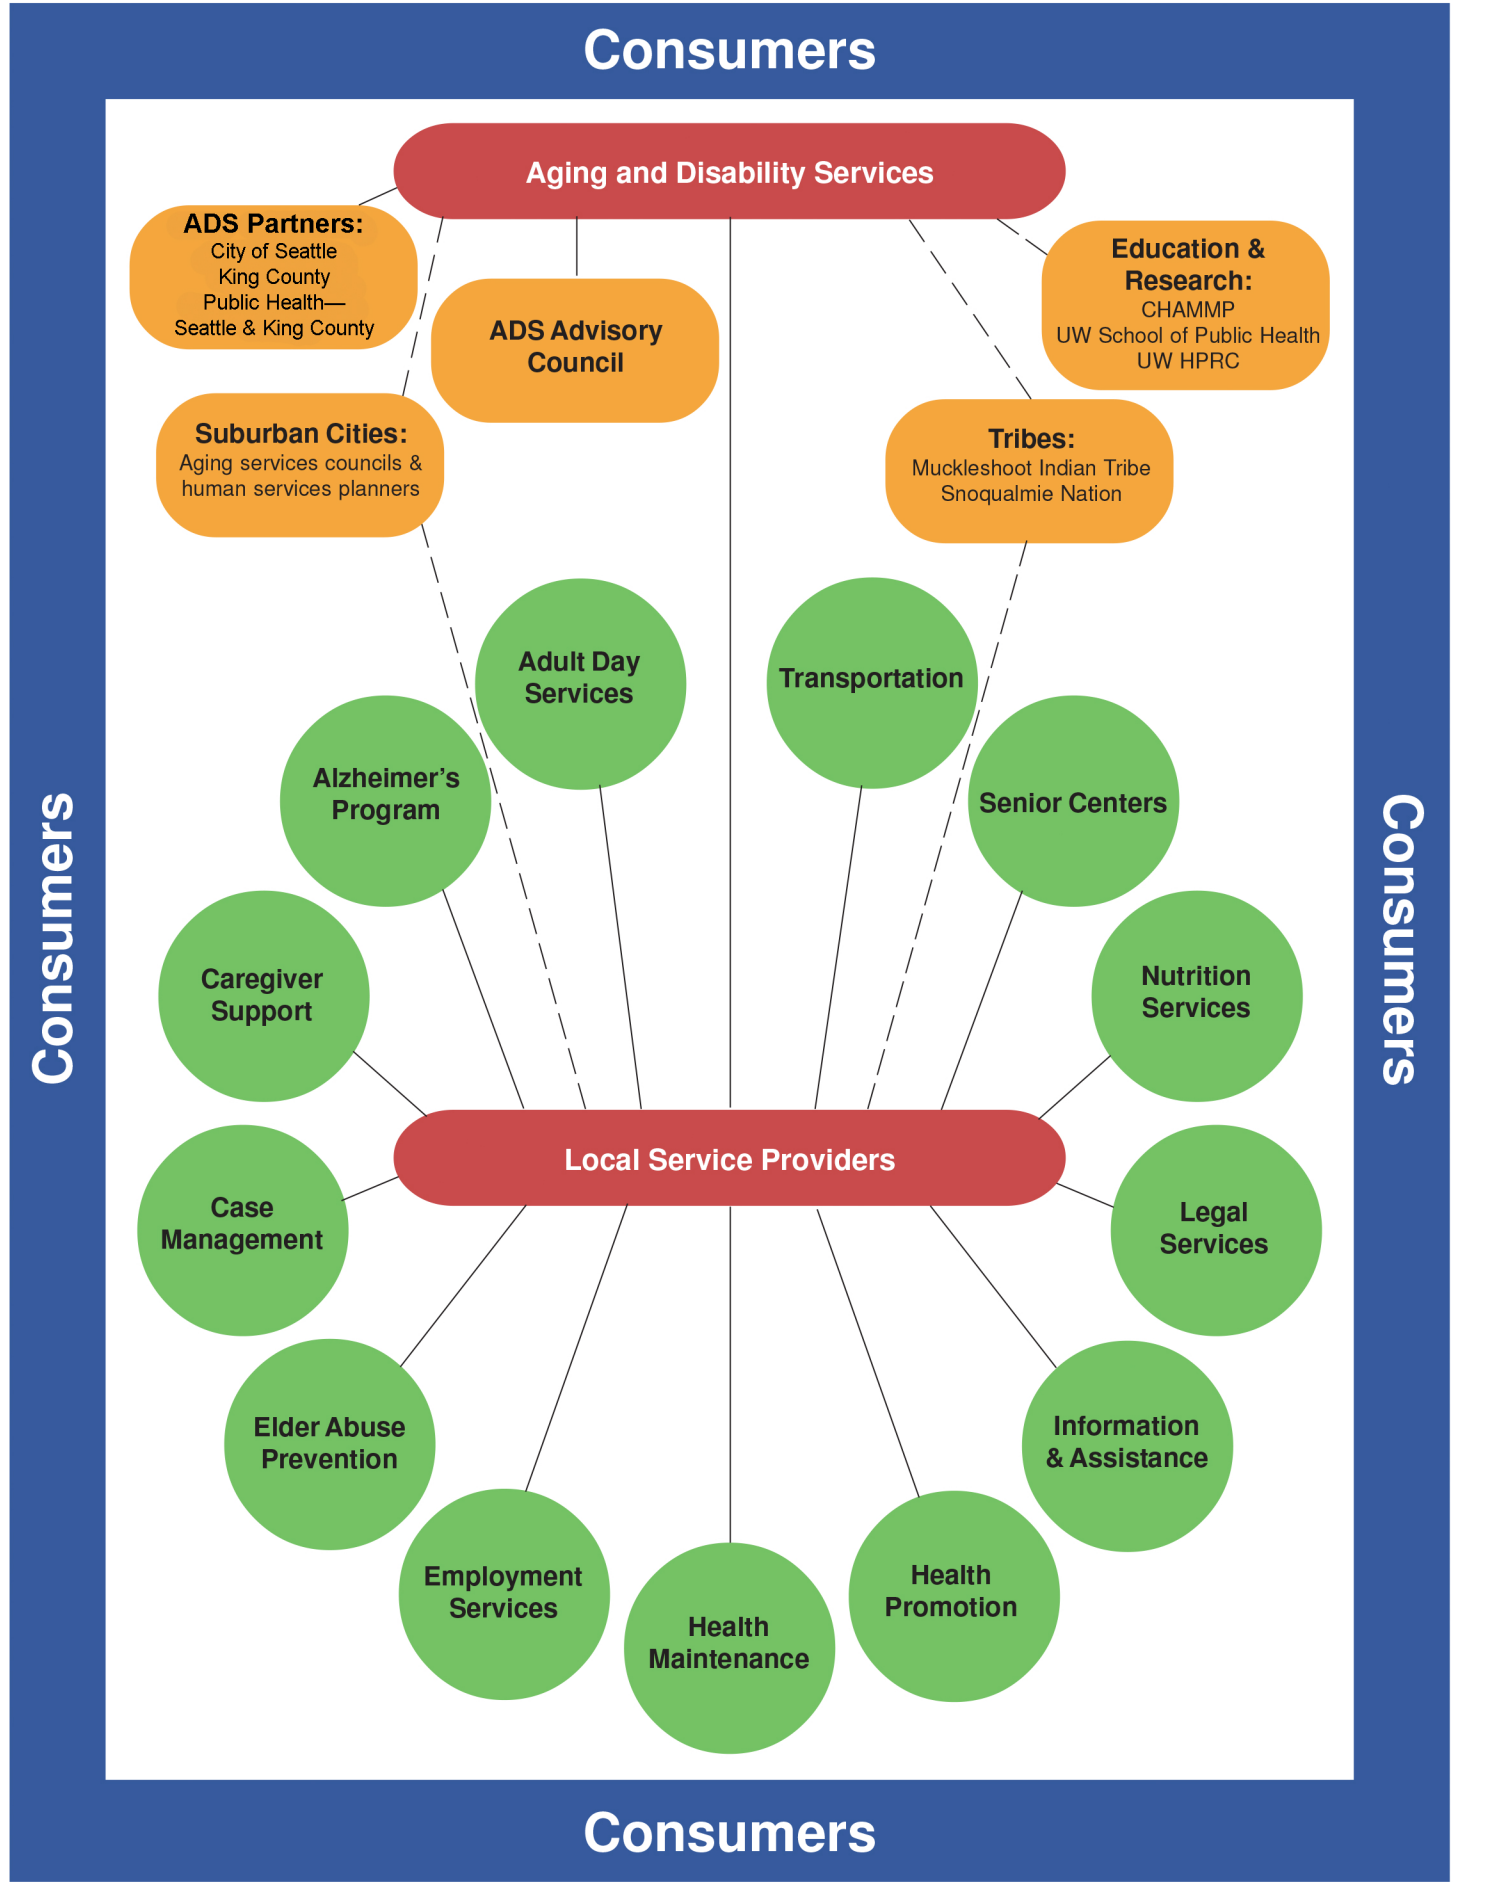 Consumers
Aging and Disability Services
ADS Partners:
City of Seattle
King County
Public Health—
Seattle & King County
ADS Advisory
Council
Education &
Research:
CHAMMP
UW School of Public Health
UW HPRC
Suburban Cities:
Aging services councils &
human services planners
Tribes:
Muckleshoot Indian Tribe
Snoqualmie Nation
Adult Day
Services
Transportation
Alzheimer’s
Program
Senior Centers
Consumers
Consumers
Caregiver
Support
Nutrition
Services
Local Service Providers
Case
Management
Legal
Services
Elder Abuse
Prevention
Information
& Assistance
Employment
Services
Health
Promotion
Health
Maintenance
Consumers